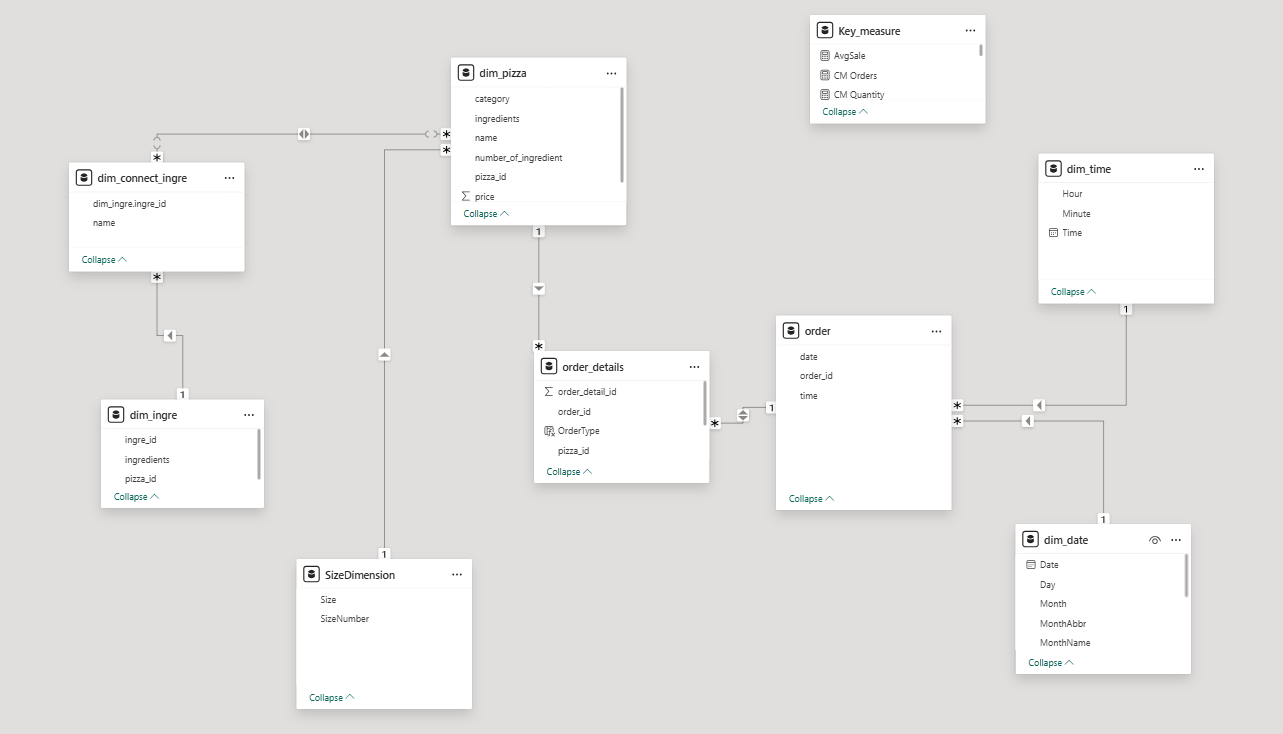 Key_measure
AvgSale
CM Orders
CM Quantity
Collapse
dim_pizza
category
ingredients
name
number_of_ingredient
pizza_id
price
Collapse
*
*
1
dim_connect_ingre
dim_ingre.ingre_id
name
Collapse
*
*
1
dim_ingre
ingre_id
ingredients
pizza_id
Collapse
dim_time
Hour
Minute
Time
Collapse
1
order
date
order_id
time
Collapse
1
*
*
order_details
order_detail_id
order_id
OrderType
pizza_id
Collapse
*
*
SizeDimension
Size
SizeNumber
Collapse
1
dim_date
Date
Day
Month
MonthAbbr
MonthName
Collapse
1